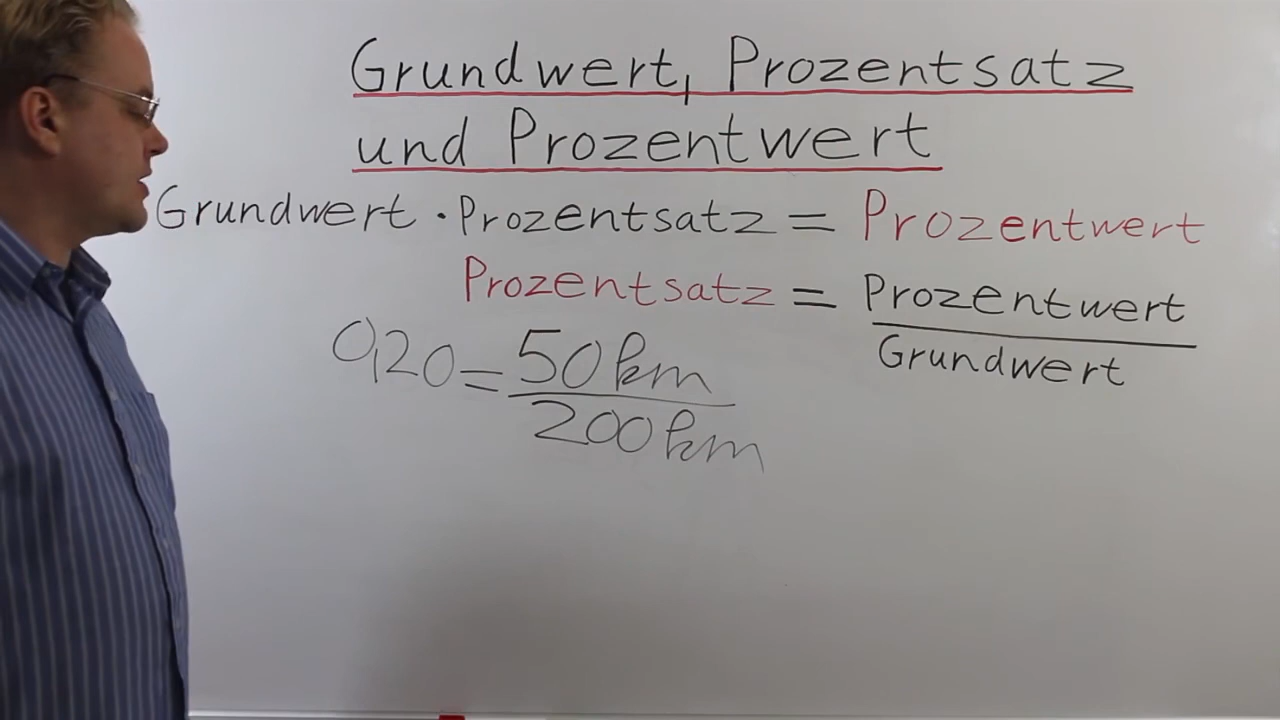 Grundwert, Prozentsatz
und Prozentwert
Grundwert · Prozentsatz = Prozentwert
Prozentsatz = Prozentwert
Grundwert
0,20 = 50 km
200 km